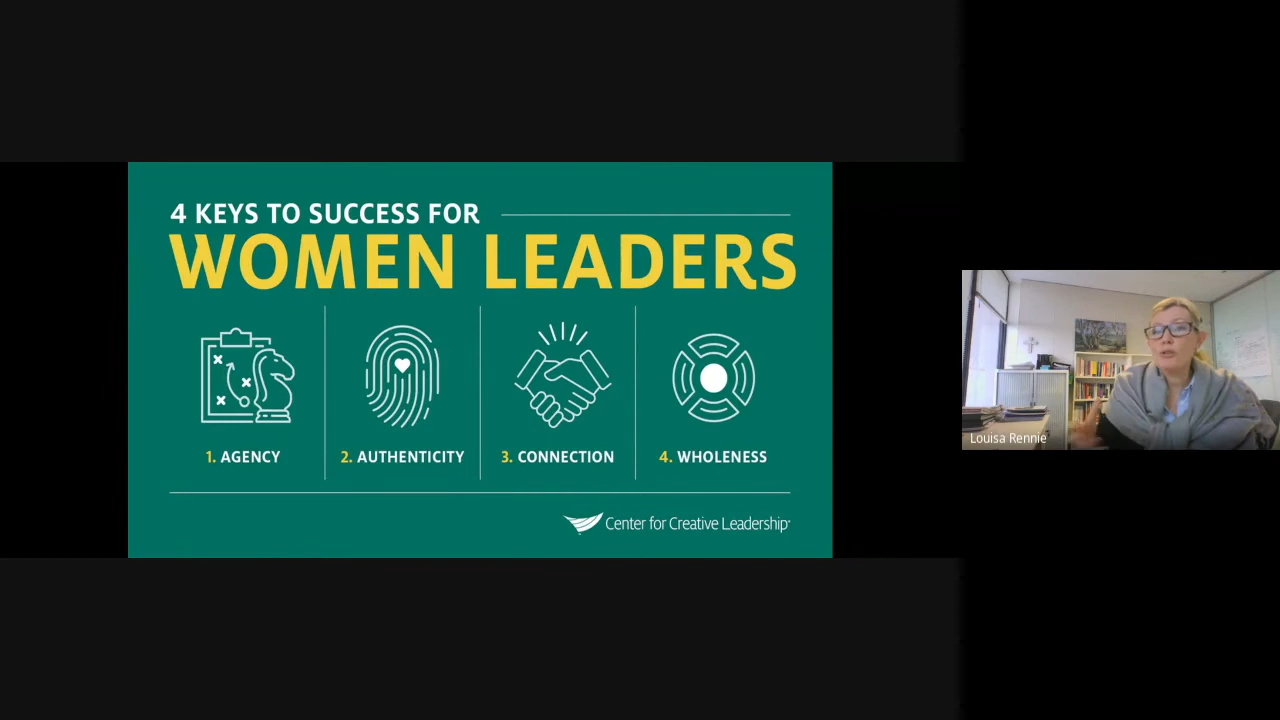 4 KEYS TO SUCCESS FOR
WOMEN LEADERS
1. AGENCY
2. AUTHENTICITY
3. CONNECTION
4. WHOLENESS
Center for Creative Leadership
Louisa Rennie